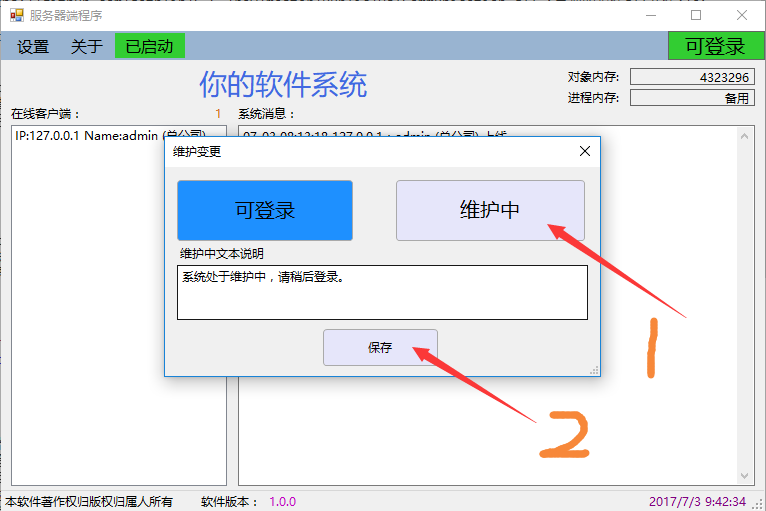 服务器端程序
设置 关于 已启动 可登录
你的软件系统
对象内存: 4323296
进程内存: 备用
在线客户端： 1 系统消息：
IP:127.0.0.1 Name:admin (总公司)
07-03 08:13:18 127.0.0.1：admin (总公司) 上线
维护变更
可登录 维护中
维护中文本说明
系统处于维护中，请稍后登录。
保存
1
2
本软件著作权归版权归属人所有 软件版本： 1.0.0 2017/7/3 9:42:34